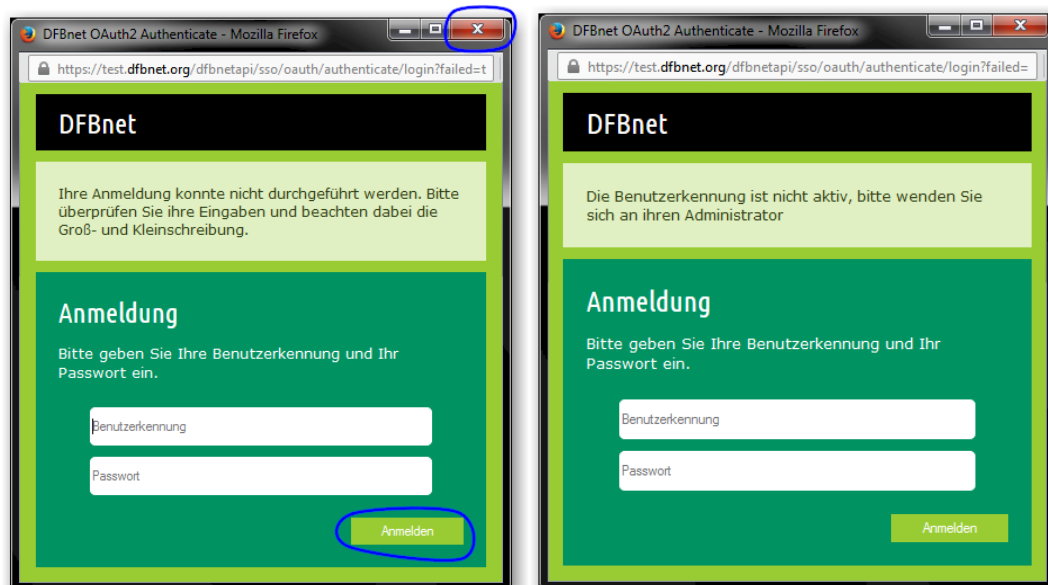 DFBnet OAuth2 Authenticate - Mozilla Firefox
https://test.dfbnet.org/dfbnetapi/sso/oauth/authenticate/login?failed=t
DFBnet
Ihre Anmeldung konnte nicht durchgeführt werden. Bitte
überprüfen Sie ihre Eingaben und beachten dabei die
Groß- und Kleinschreibung.
Anmeldung
Bitte geben Sie Ihre Benutzerkennung und Ihr
Passwort ein.
Benutzerkennung
Passwort
Anmelden
DFBnet OAuth2 Authenticate - Mozilla Firefox
https://test.dfbnet.org/dfbnetapi/sso/oauth/authenticate/login?failed=
DFBnet
Die Benutzerkennung ist nicht aktiv, bitte wenden Sie
sich an ihren Administrator
Anmeldung
Bitte geben Sie Ihre Benutzerkennung und Ihr
Passwort ein.
Benutzerkennung
Passwort
Anmelden